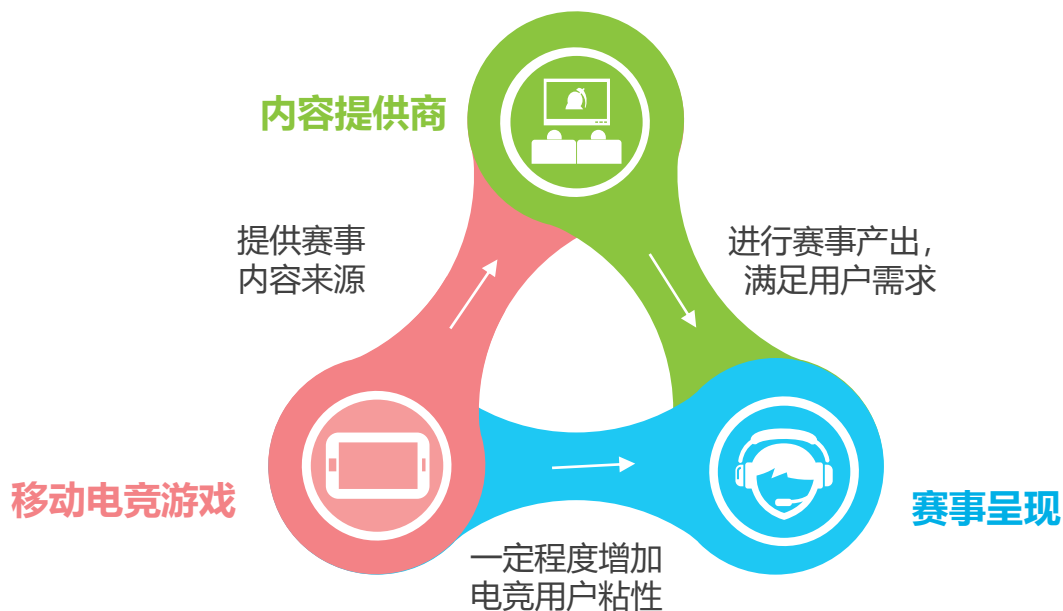 内容提供商
提供赛事
内容来源
进行赛事产出，
满足用户需求
移动电竞游戏
赛事呈现
一定程度增加
电竞用户粘性